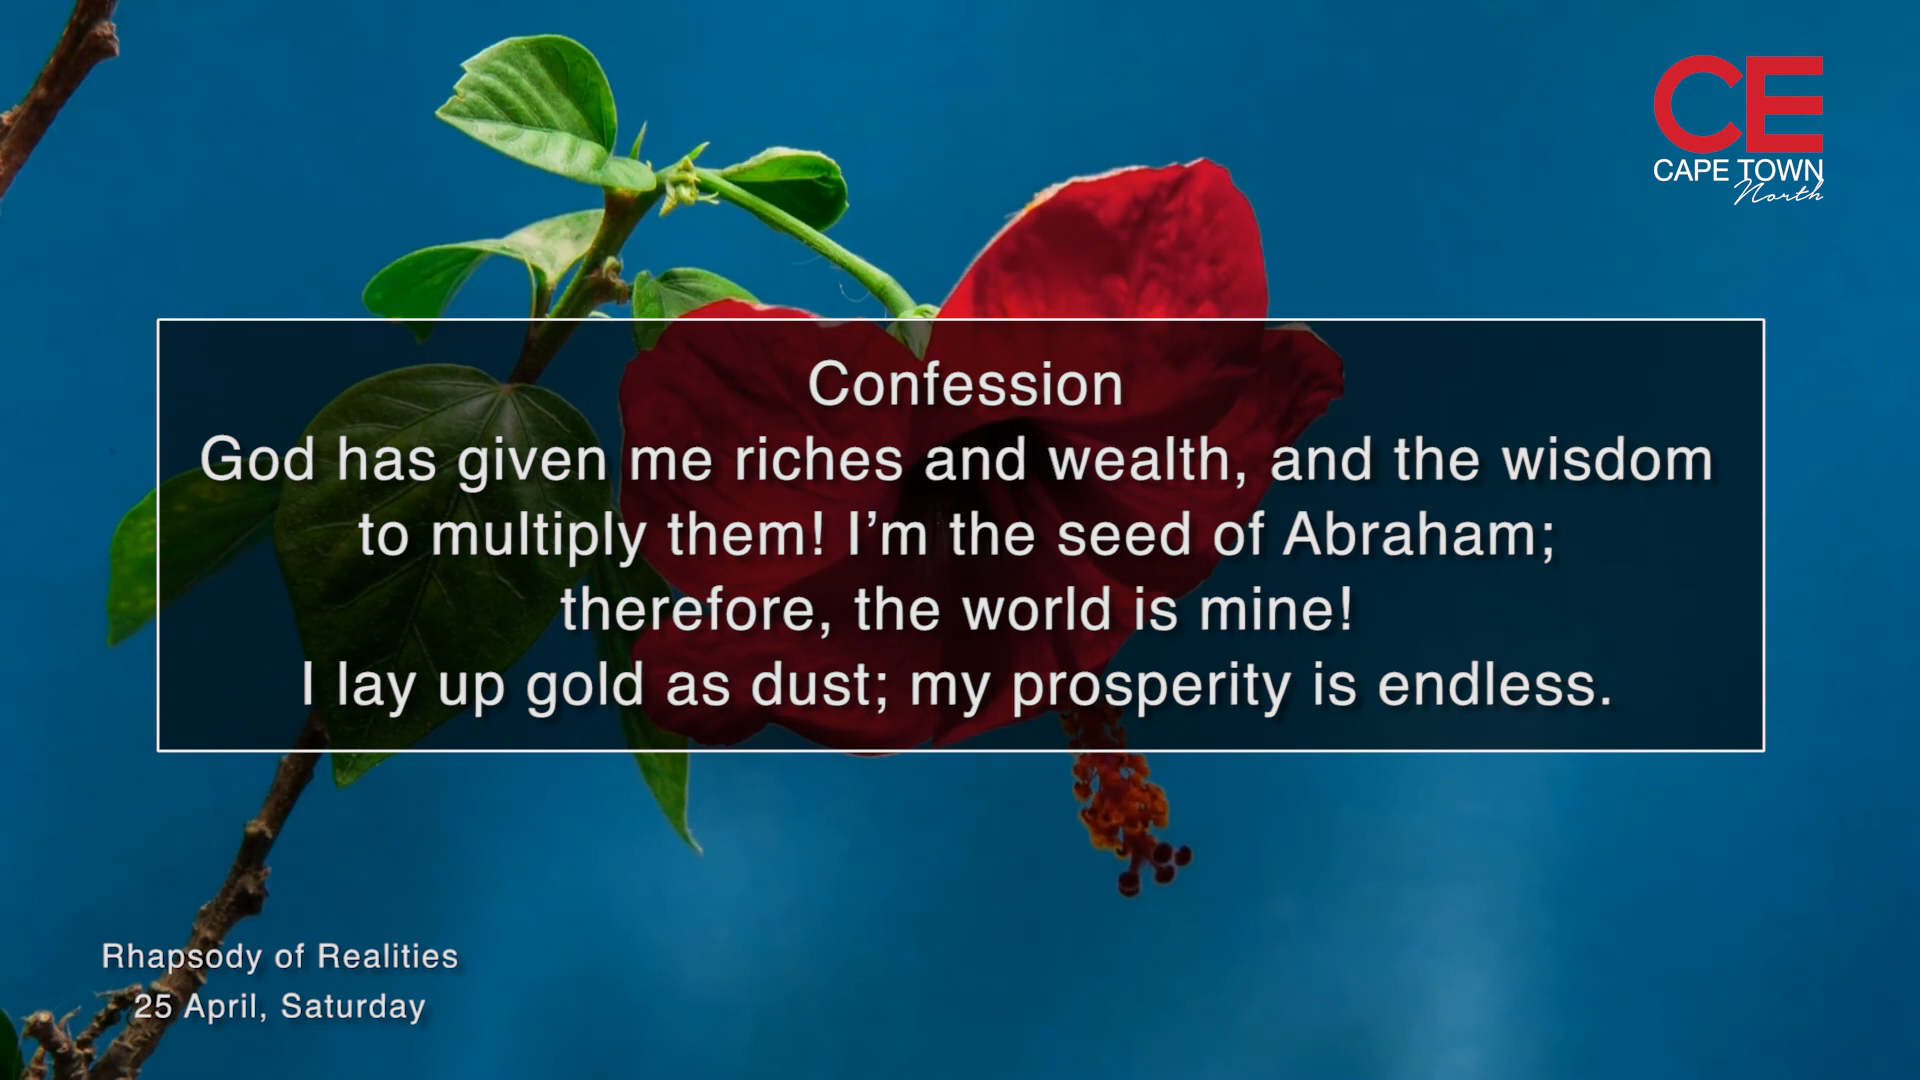 CE
CAPE TOWN
North
Confession
God has given me riches and wealth, and the wisdom
to multiply them! I’m the seed of Abraham;
therefore, the world is mine!
I lay up gold as dust; my prosperity is endless.
Rhapsody of Realities
25 April, Saturday